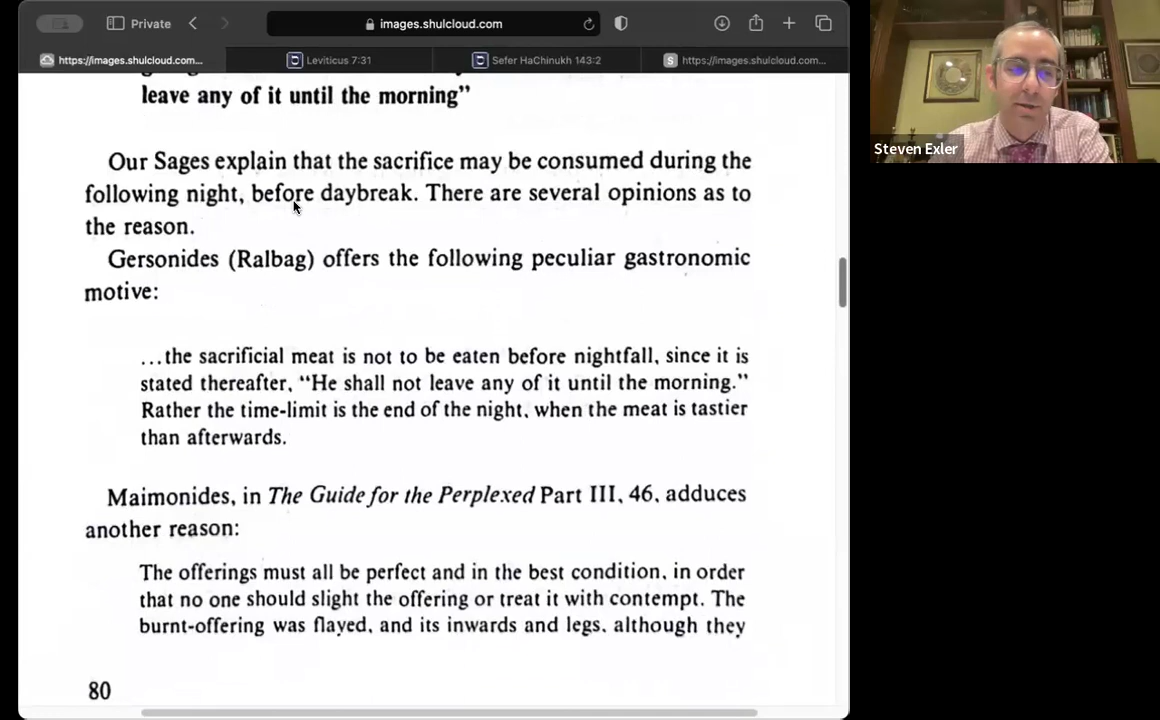 Private
images.shulcloud.com
https://images.shulcloud.com...
Leviticus 7:31
Sefer HaChinukh 143:2
S
https://images.shulcloud.com...
leave any of it until the morning”
Our Sages explain that the sacrifice may be consumed during the
following night, before daybreak. There are several opinions as to
the reason.
Gersonides (Ralbag) offers the following peculiar gastronomic
motive:
...the sacrificial meat is not to be eaten before nightfall, since it is
stated thereafter, “He shall not leave any of it until the morning.”
Rather the time-limit is the end of the night, when the meat is tastier
than afterwards.
Maimonides, in The Guide for the Perplexed Part III, 46, adduces
another reason:
The offerings must all be perfect and in the best condition, in order
that no one should slight the offering or treat it with contempt. The
burnt-offering was flayed, and its inwards and legs, although they
80
Steven Exler